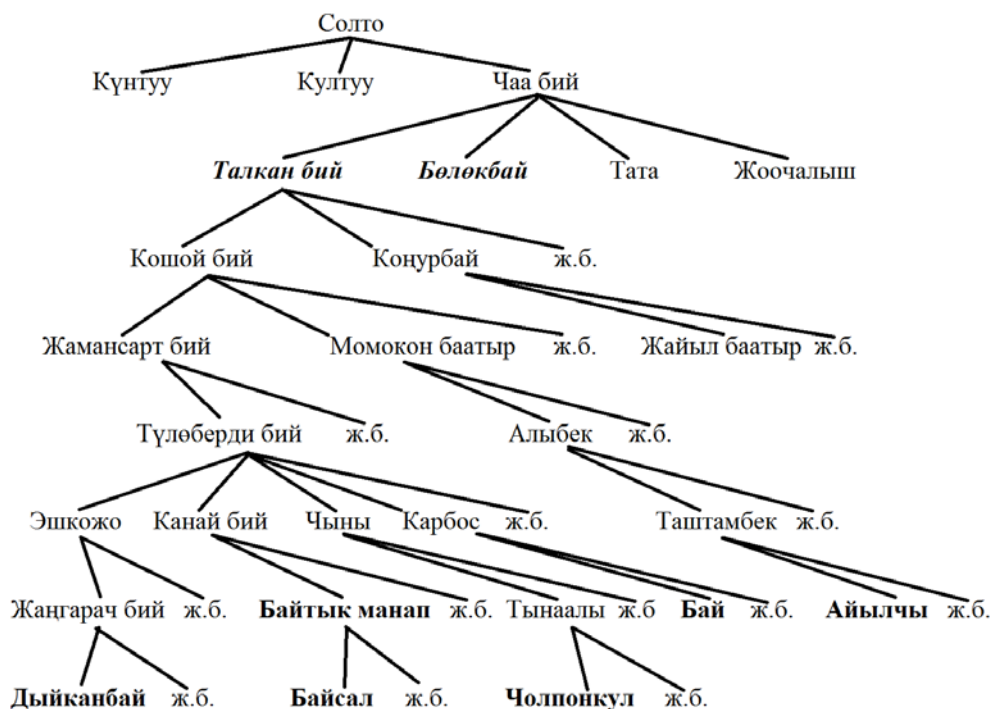 Солто
Күнтуу Култуу Чаа бий
Талкан бий Бөлөкбай Тата Жоочалыш
Кошой бий Коңурбай ж.б.
Жамансарт бий Момокон баатыр ж.б. Жайыл баатыр ж.б.
Түлөберди бий ж.б. Алыбек ж.б.
Эшкожо Канай бий Чыны Карбос ж.б. Таштамбек ж.б.
Жаңгарач бий ж.б. Байтык манап ж.б. Тынаалы ж.б Бай ж.б. Айылчы ж.б.
Дыйканбай ж.б. Байсал ж.б. Чолпонкул ж.б.